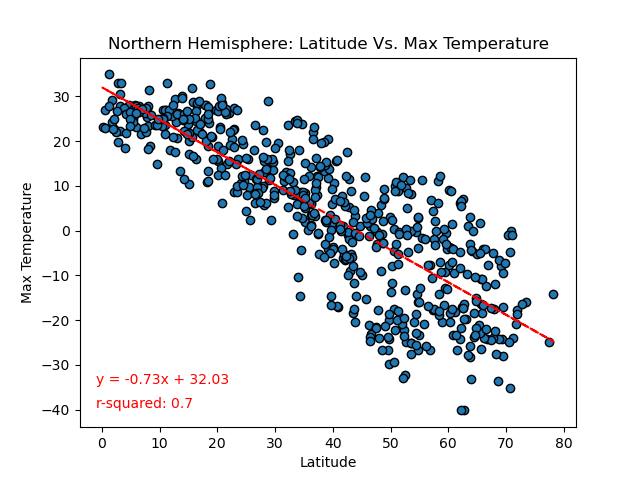 Northern Hemisphere: Latitude Vs. Max Temperature
Max Temperature
30
20
10
0
−10
−20
−30
−40
y = -0.73x + 32.03
r-squared: 0.7
0 10 20 30 40 50 60 70 80
Latitude